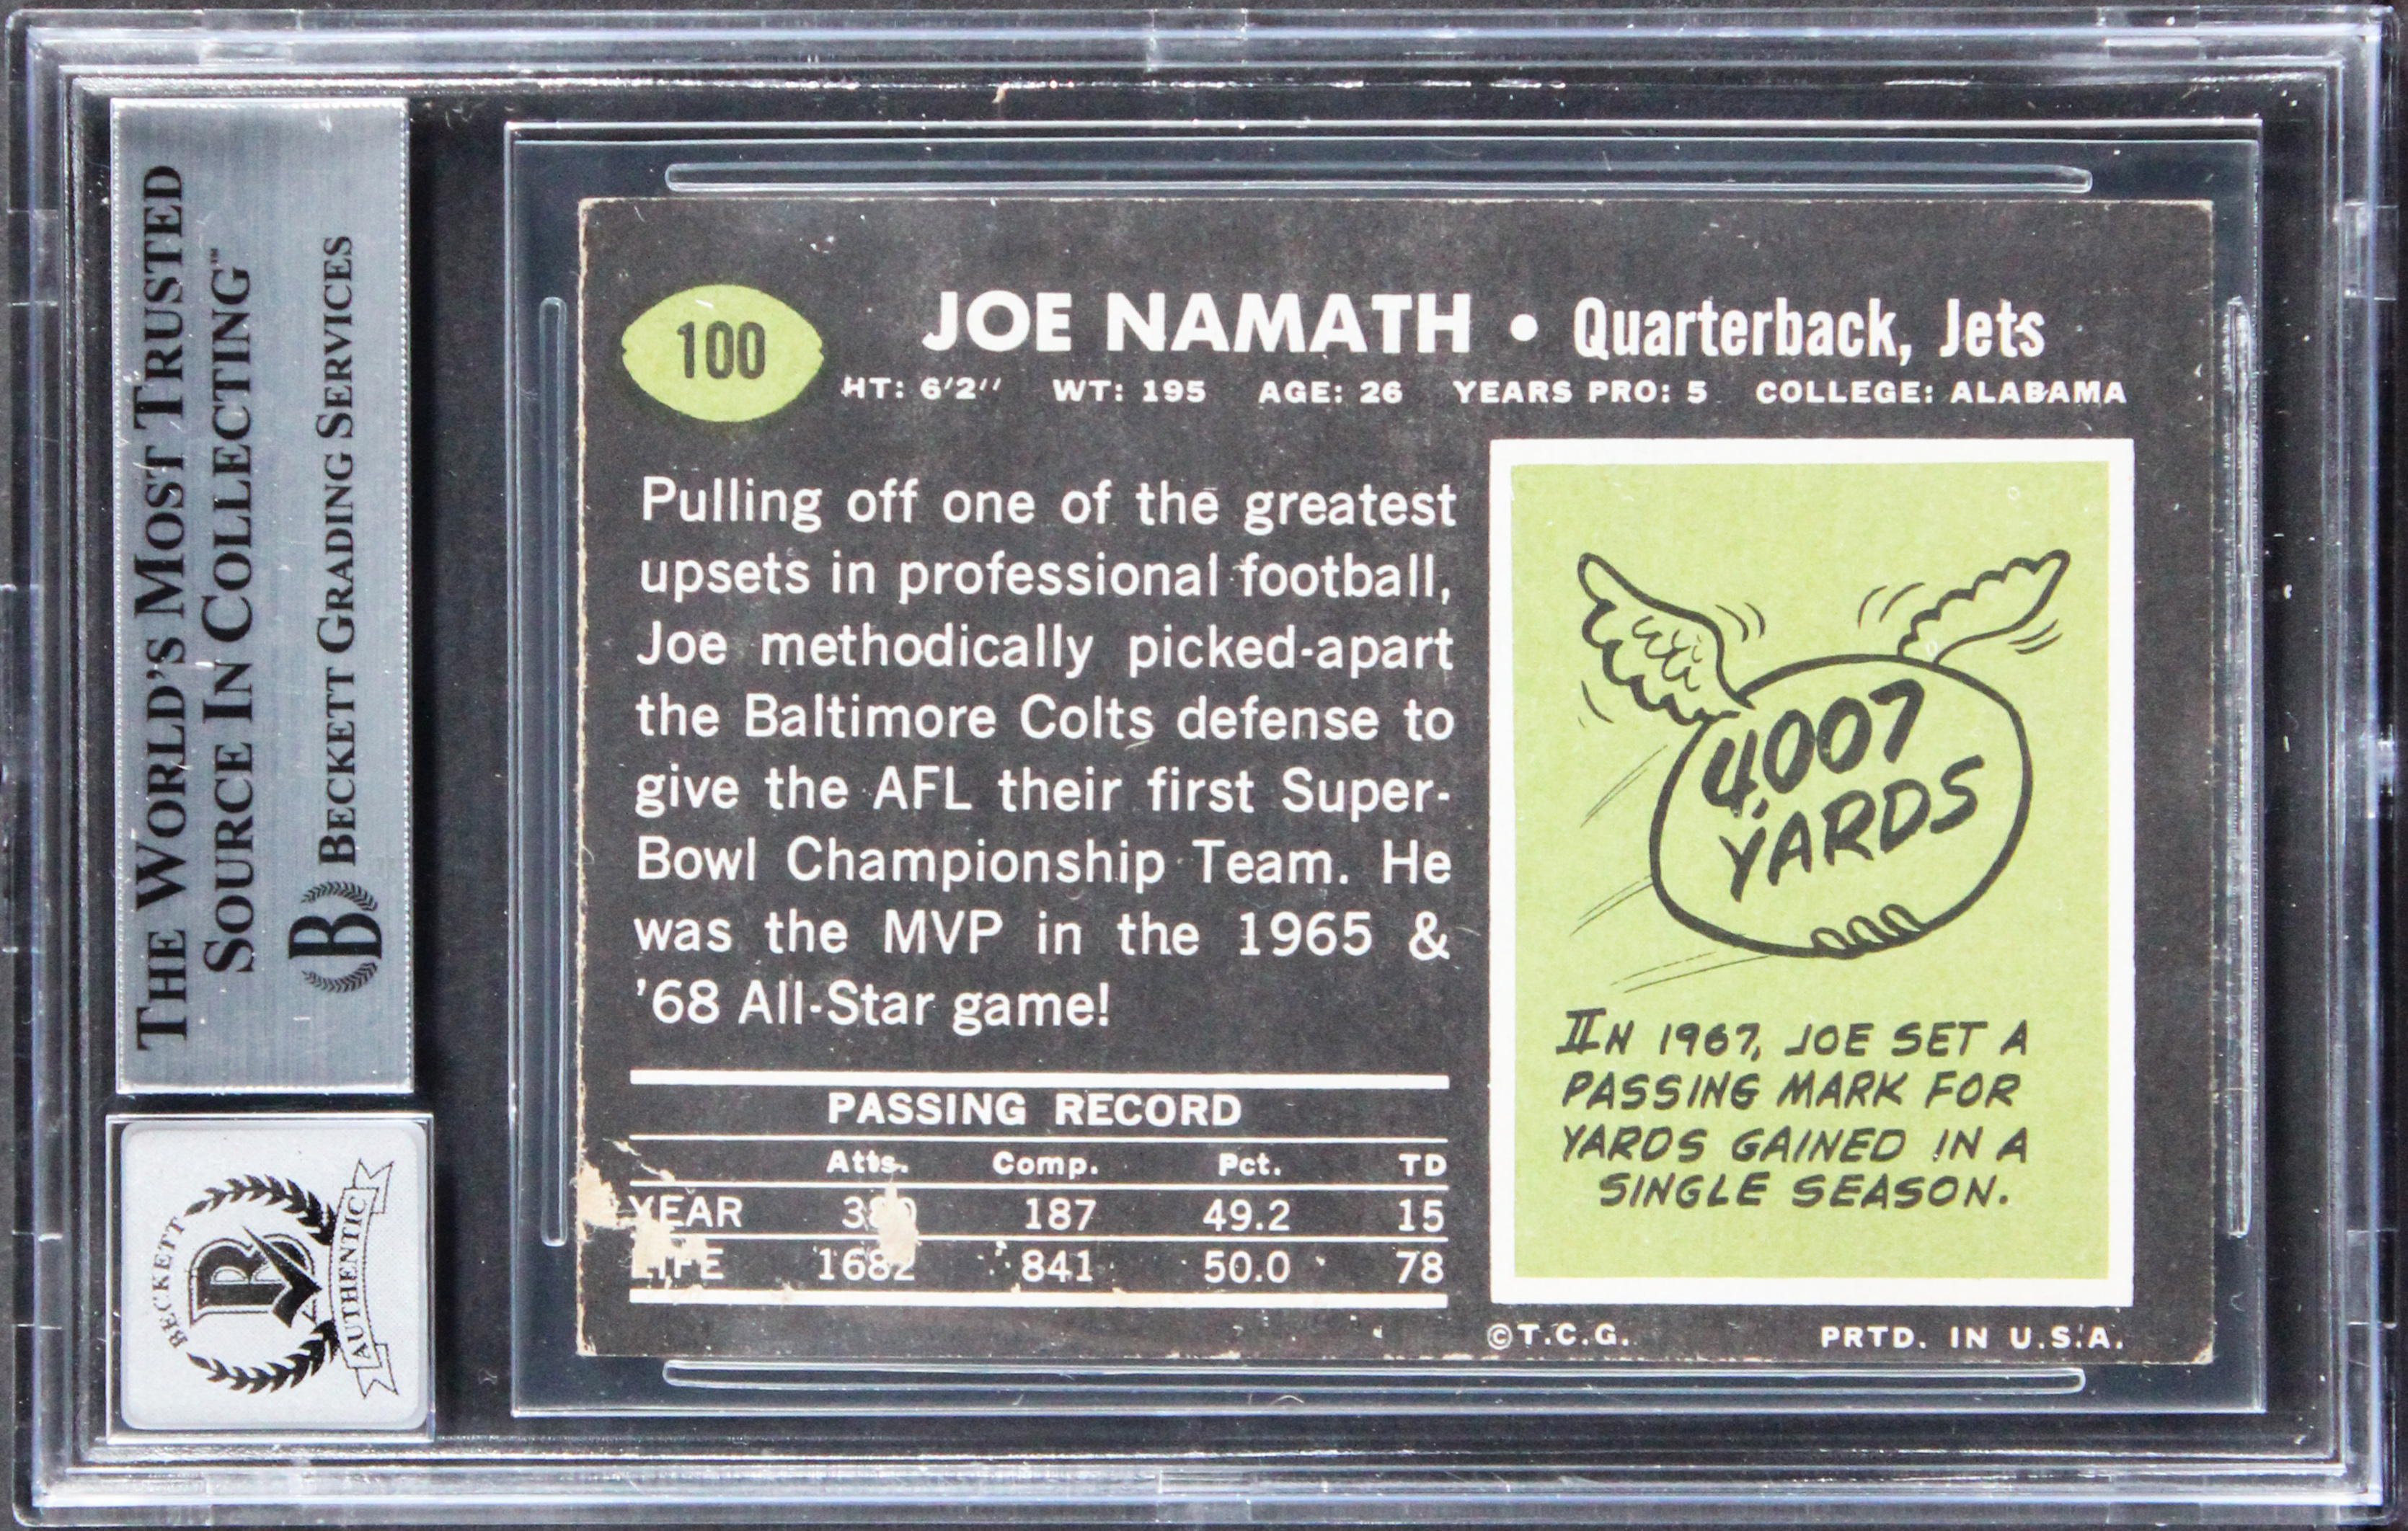 THE WORLD'S MOST TRUSTED
SOURCE IN COLLECTING™
B BECKETT GRADING SERVICES
BECKETT
B
AUTHENTIC
100
JOE NAMATH • Quarterback, Jets
HT: 6'2'' WT: 195 AGE: 26 YEARS PRO: 5 COLLEGE: ALABAMA
Pulling off one of the greatest
upsets in professional football,
Joe methodically picked-apart
the Baltimore Colts defense to
give the AFL their first Super-
Bowl Championship Team. He
was the MVP in the 1965 &
'68 All-Star game!
PASSING RECORD
Atts. Comp. Pct. TD
YEAR 187 49.2 15
LIFE 1682 841 50.0 78
4007
YARDS
IN 1967, JOE SET A
PASSING MARK FOR
YARDS GAINED IN A
SINGLE SEASON.
©T.C.G. PRTD. IN U.S.A.